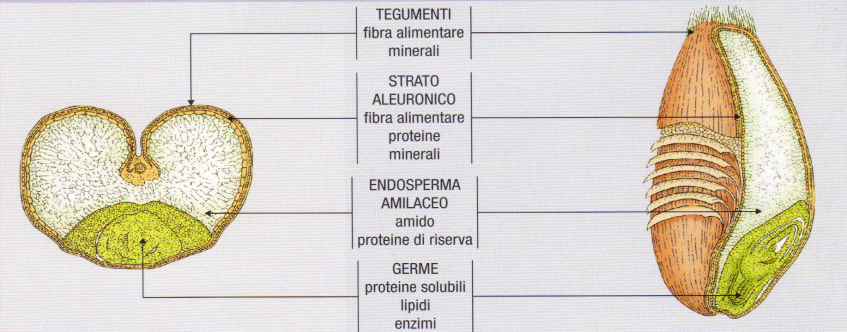 TEGUMENTI
fibra alimentare
minerali
STRATO
ALEURONICO
fibra alimentare
proteine
minerali
ENDOSPERMA
AMILACEO
amido
proteine di riserva
GERME
proteine solubili
lipidi
enzimi